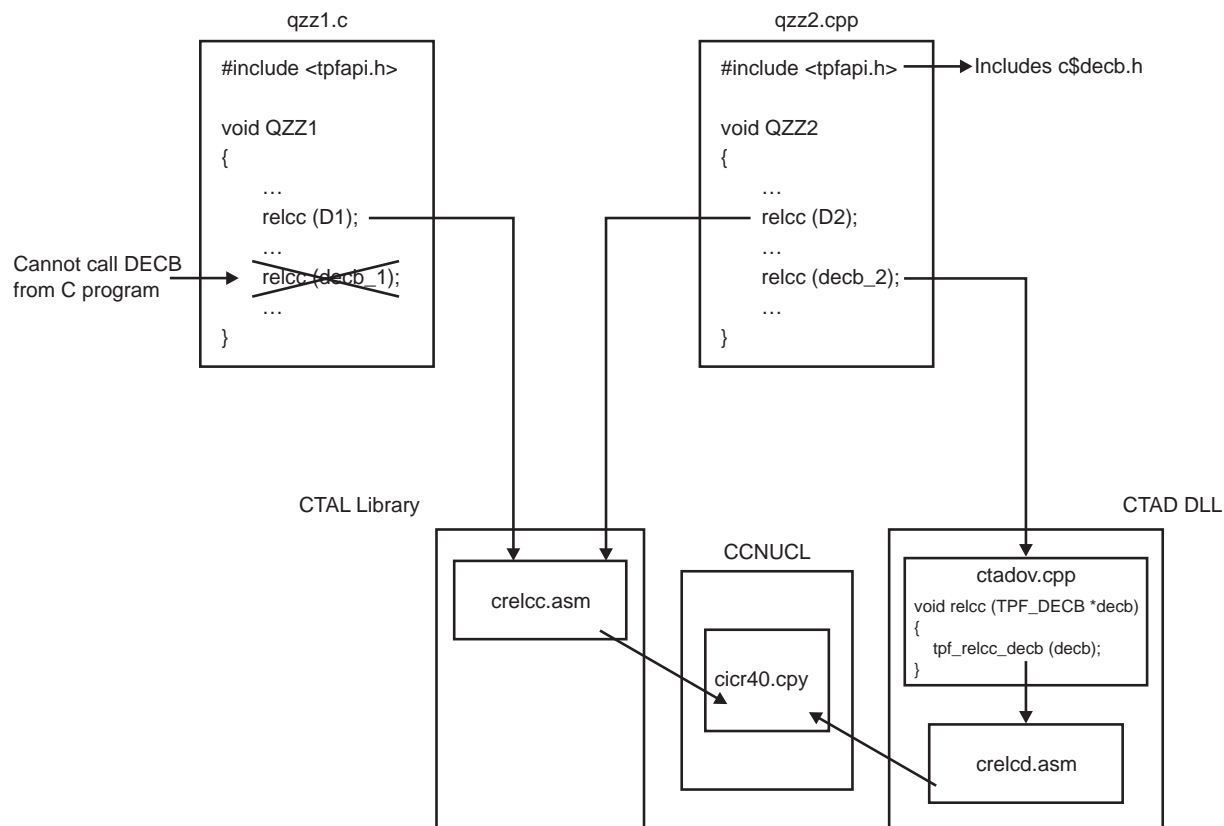 qzz1.c
#include <tpfapi.h>
void QZZ1
{
…
relcc (D1);
…
relcc (decb_1);
…
}
Cannot call DECB
from C program
qzz2.cpp
#include <tpfapi.h>
Includes c$decb.h
void QZZ2
{
…
relcc (D2);
…
relcc (decb_2);
…
}
CTAL Library
crelcc.asm
CCNUCL
cicr40.cpy
CTAD DLL
ctadov.cpp
void relcc (TPF_DECB *decb)
{
tpf_relcc_decb (decb);
}
crelcd.asm